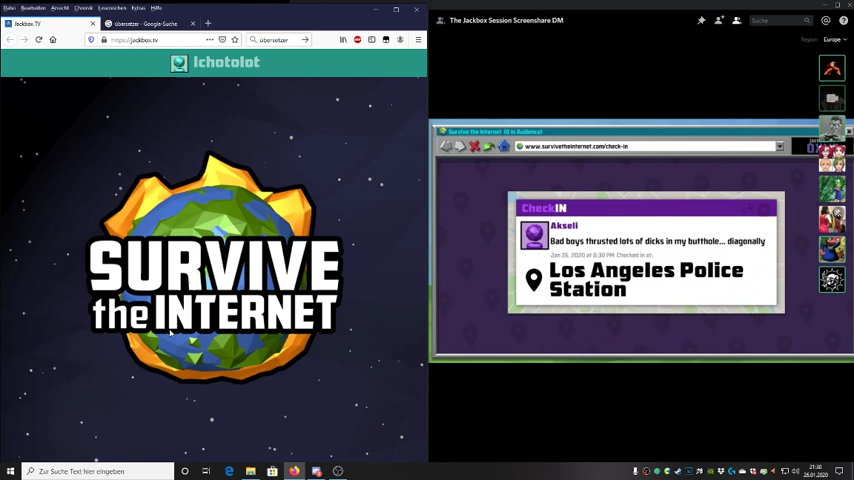 Datei Bearbeiten Ansicht Chronik Lesezeichen Extras Hilfe
Jackbox.TV
übersetzer - Google-Suche
https://jackbox.tv
übersetzer
Ichotolot
SURVIVE
the INTERNET
Zur Suche Text hier eingeben
The Jackbox Session Screenshare DM
Suche
Region Europe
Survive the Internet (0 in Audience)
www.survivetheinternet.com/check-in
CheckIN
Akseli
Bad boys thrusted lots of dicks in my butthole... diagonally
Jan 26, 2020 at 8:30 PM Checked in at:
Los Angeles Police
Station
21:30
26.01.2020